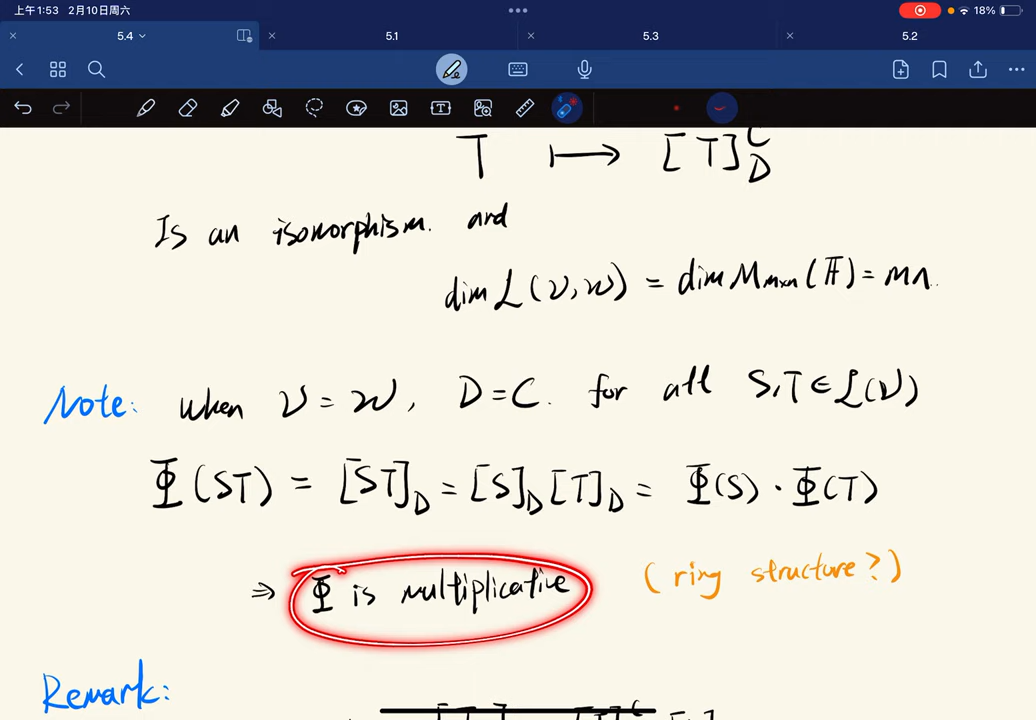 上午1:53 2月10日周六 18%
5.4 5.1 5.3 5.2
T ⟼ [T]_D^C
Is an isomorphism. and
dim L(V,W) = dim M_{m×n}(F) = mn.
Note: when V = W, D = C. for all S,T ∈ L(V)
Φ(ST) = [ST]_D = [S]_D [T]_D = Φ(S) · Φ(T)
⇒ Φ is multiplicative (ring structure?)
Remark: